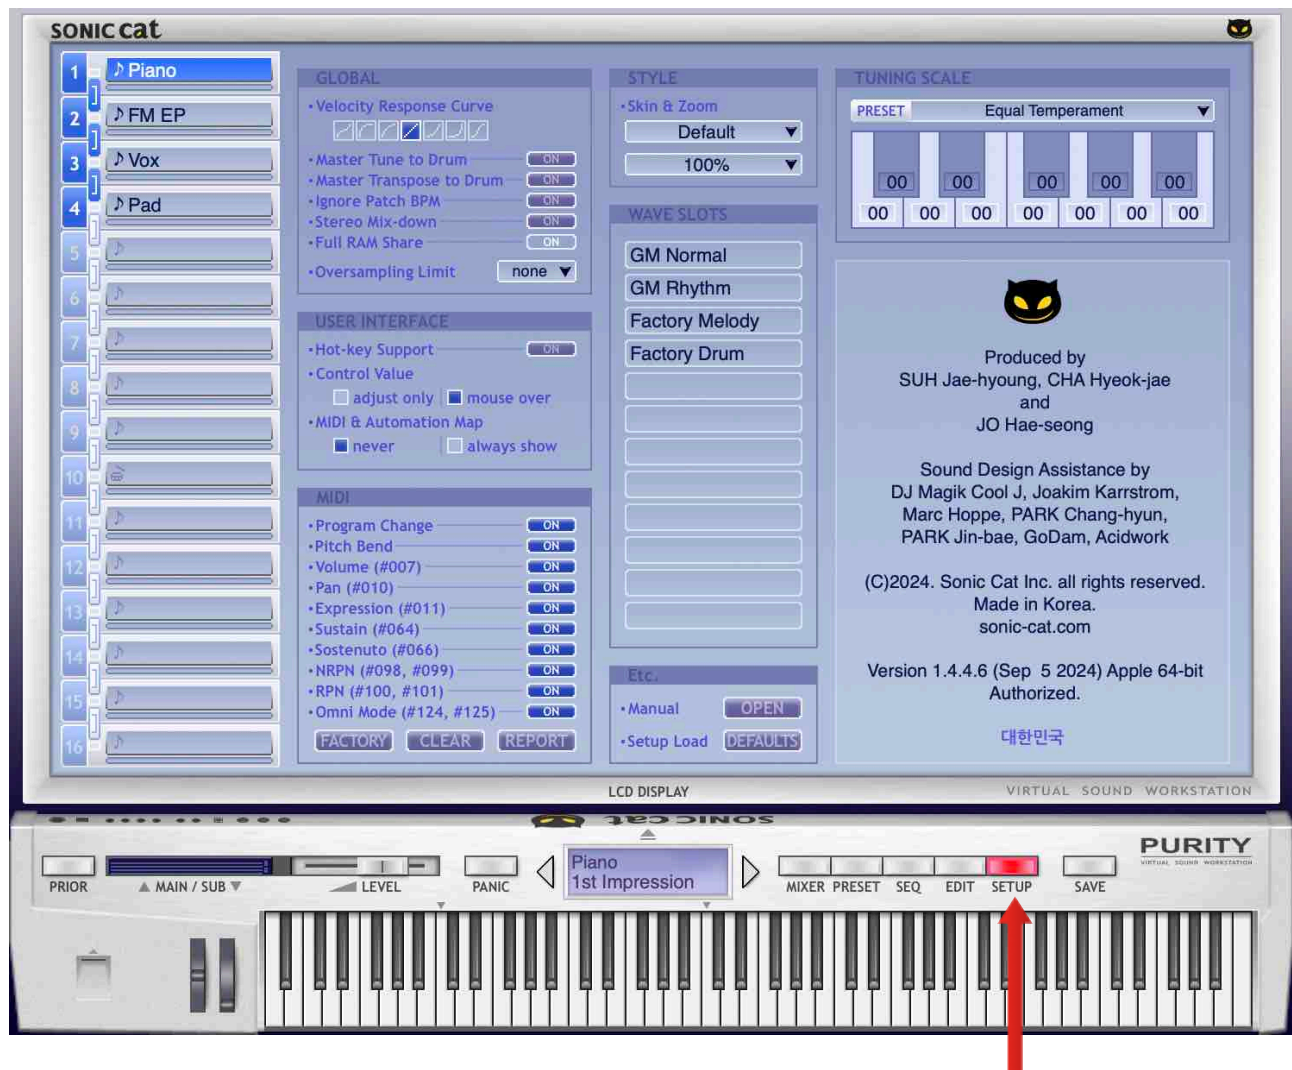 SONIC cat
1 Piano
2 FM EP
3 Vox
4 Pad
5
6
7
8
9
10
11
12
13
14
15
16
GLOBAL
Velocity Response Curve
Master Tune to Drum ON
Master Transpose to Drum ON
Ignore Patch BPM ON
Stereo Mix-down ON
Full RAM Share ON
Oversampling Limit none
USER INTERFACE
Hot-key Support ON
Control Value
adjust only mouse over
MIDI & Automation Map
never always show
MIDI
Program Change ON
Pitch Bend ON
Volume (#007) ON
Pan (#010) ON
Expression (#011) ON
Sustain (#064) ON
Sostenuto (#066) ON
NRPN (#098, #099) ON
RPN (#100, #101) ON
Omni Mode (#124, #125) ON
FACTORY CLEAR REPORT
STYLE
Skin & Zoom
Default
100%
WAVE SLOTS
GM Normal
GM Rhythm
Factory Melody
Factory Drum
Etc.
Manual OPEN
Setup Load DEFAULTS
TUNING SCALE
PRESET Equal Temperament
00 00 00 00 00
00 00 00 00 00 00 00
Produced by
SUH Jae-hyoung, CHA Hyeok-jae
and
JO Hae-seong
Sound Design Assistance by
DJ Magik Cool J, Joakim Karrstrom,
Marc Hoppe, PARK Chang-hyun,
PARK Jin-bae, GoDam, Acidwork
(C)2024. Sonic Cat Inc. all rights reserved.
Made in Korea.
sonic-cat.com
Version 1.4.4.6 (Sep 5 2024) Apple 64-bit
Authorized.
대한민국
LCD DISPLAY
VIRTUAL SOUND WORKSTATION
SONIC cat
PURITY
VIRTUAL SOUND WORKSTATION
Piano
1st Impression
PRIOR MAIN / SUB LEVEL PANIC MIXER PRESET SEQ EDIT SETUP SAVE